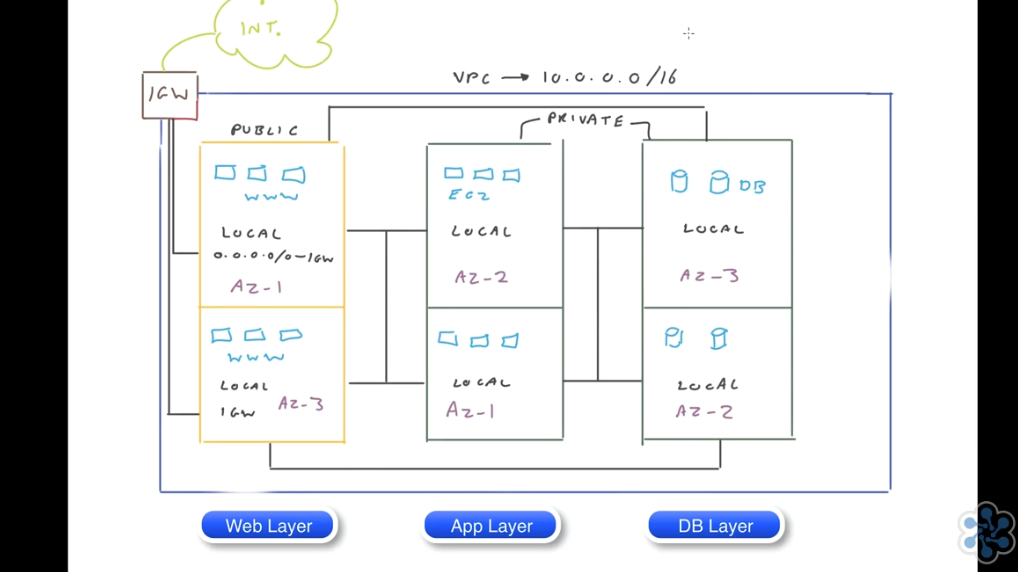 INT.
IGW
VPC → 10.0.0.0/16
PUBLIC
PRIVATE
WWW
LOCAL
0.0.0.0/0-IGW
AZ-1
EC2
LOCAL
AZ-2
DB
LOCAL
AZ-3
WWW
LOCAL
IGW
AZ-3
LOCAL
AZ-1
LOCAL
AZ-2
Web Layer
App Layer
DB Layer